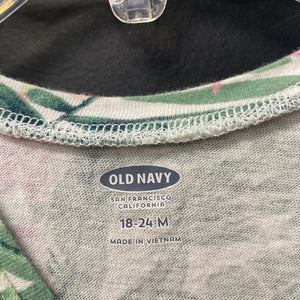 OLD NAVY
SAN FRANCISCO
CALIFORNIA
18-24 M
MADE IN VIETNAM